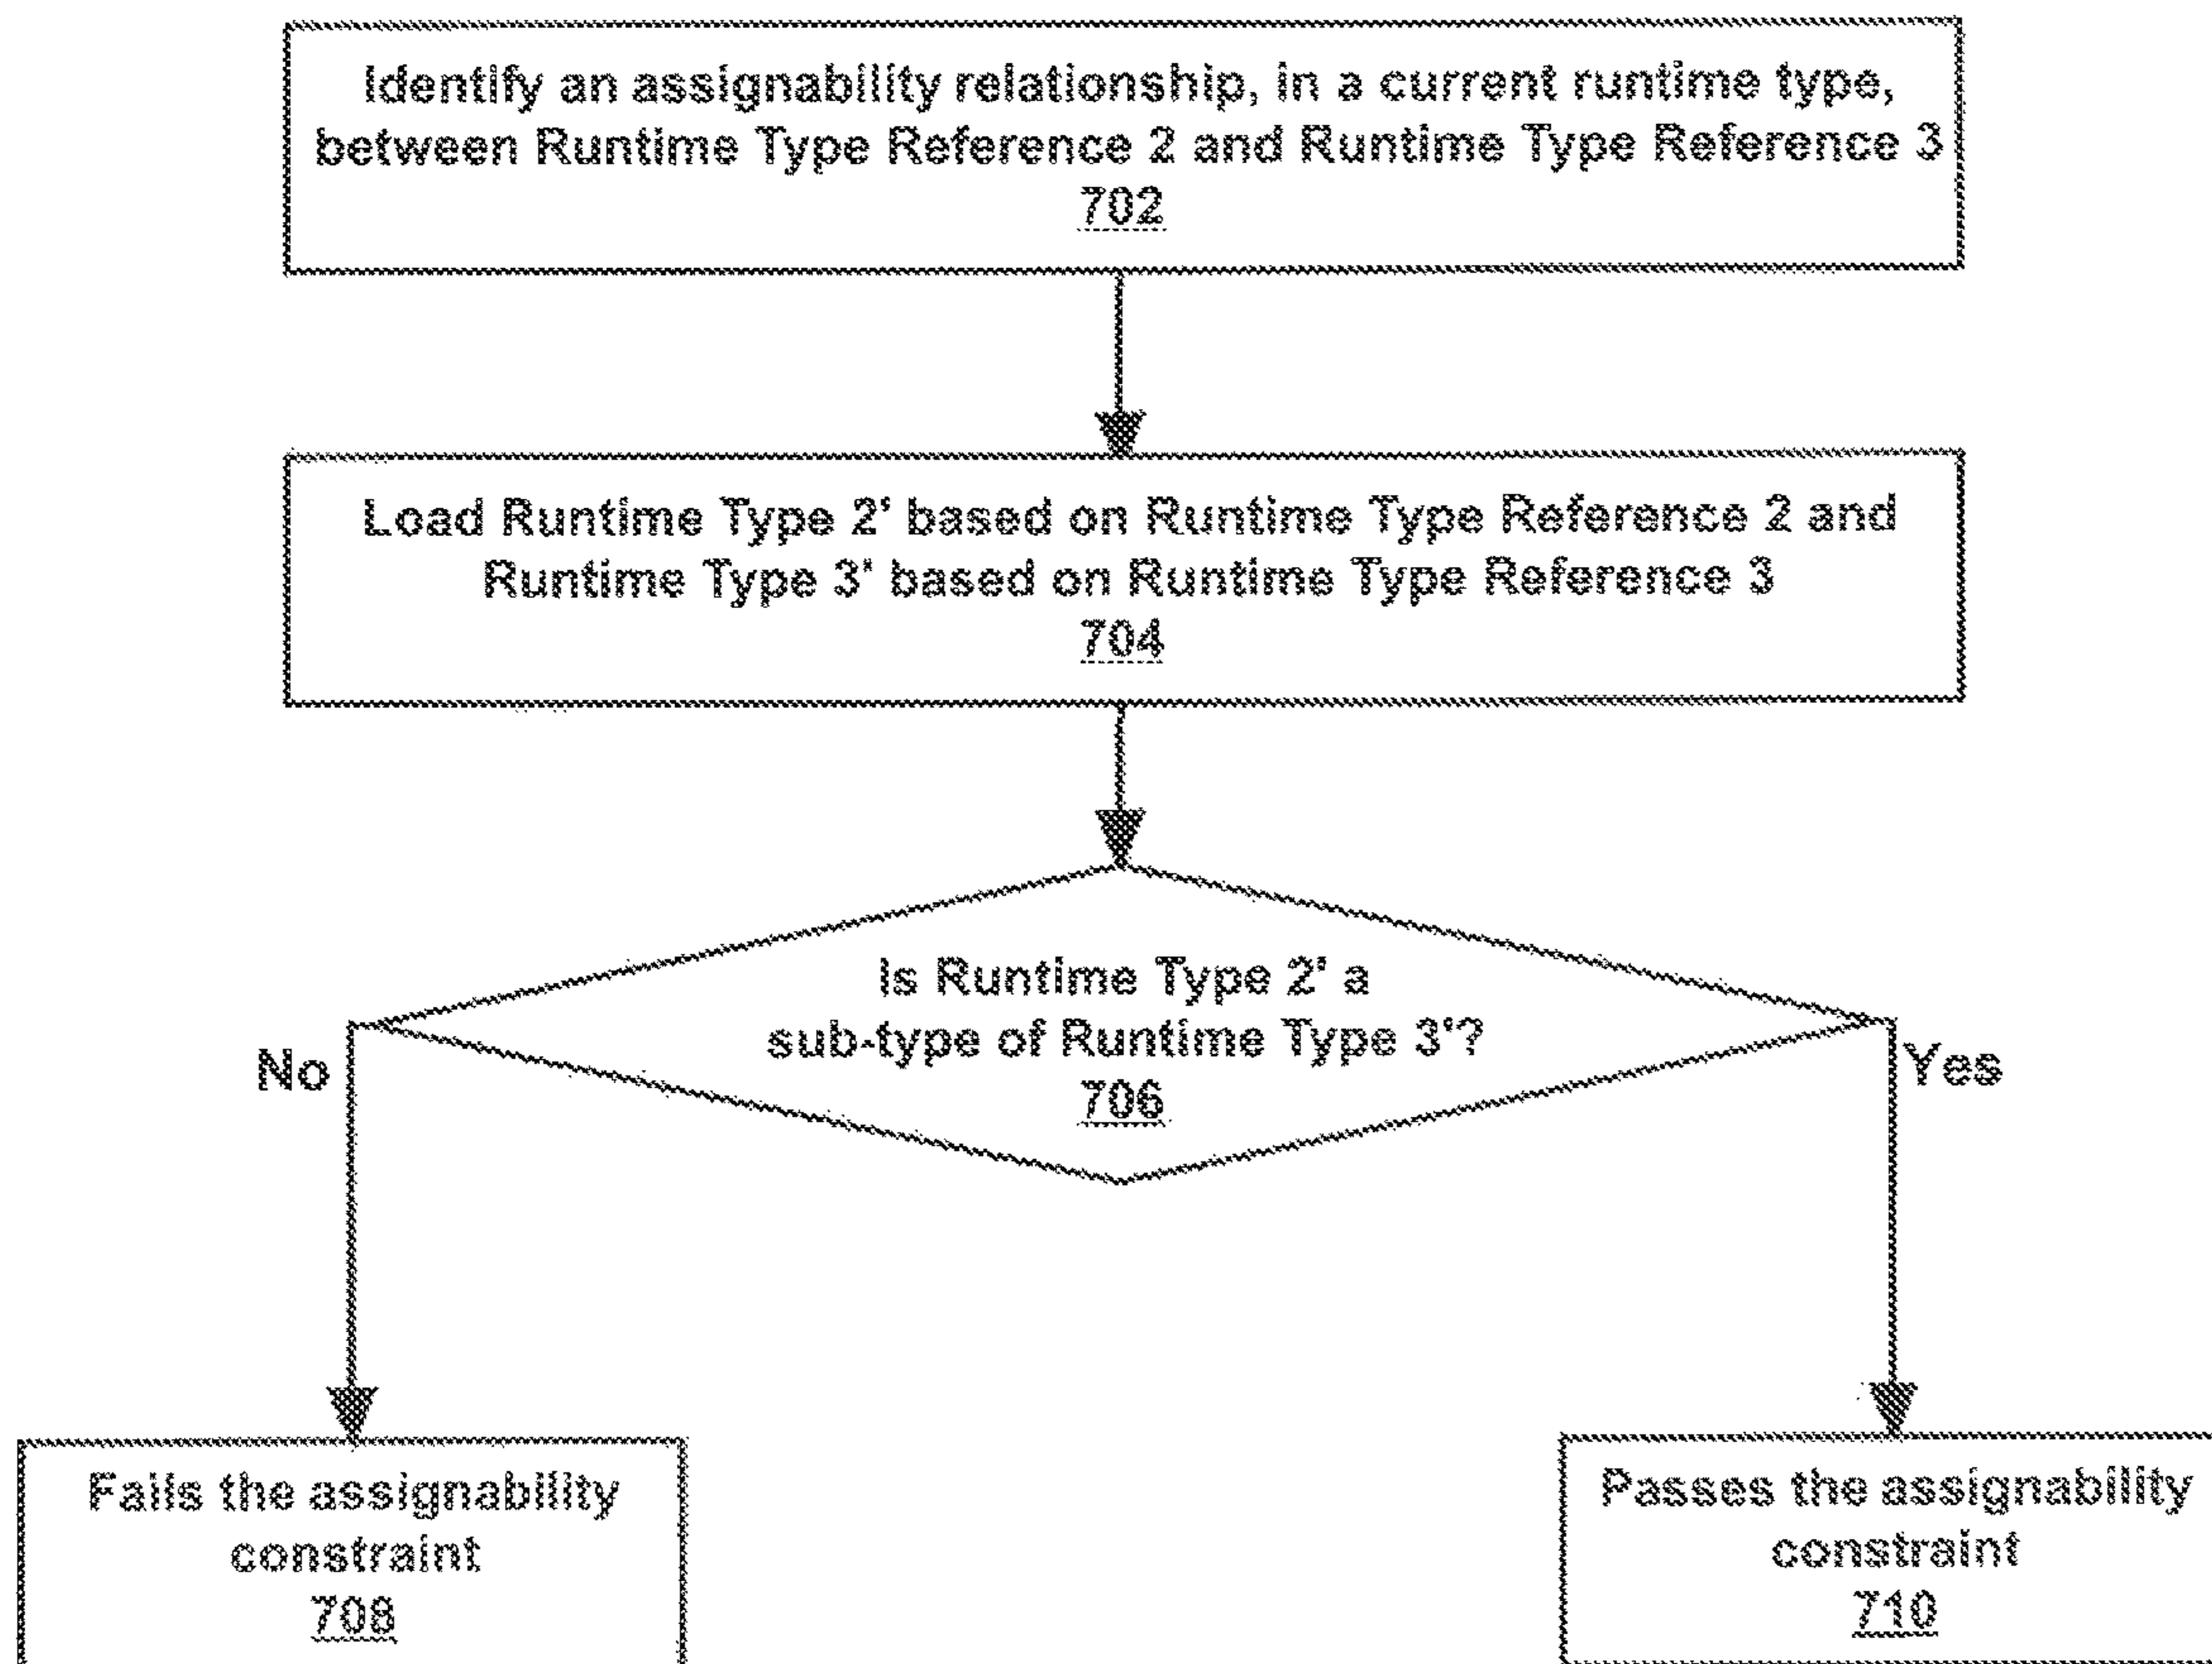 Identify an assignability relationship, in a current runtime type,
between Runtime Type Reference 2 and Runtime Type Reference 3
702
Load Runtime Type 2' based on Runtime Type Reference 2 and
Runtime Type 3' based on Runtime Type Reference 3
704
Is Runtime Type 2' a
sub-type of Runtime Type 3'?
706
No
Yes
Fails the assignability
constraint
708
Passes the assignability
constraint
710